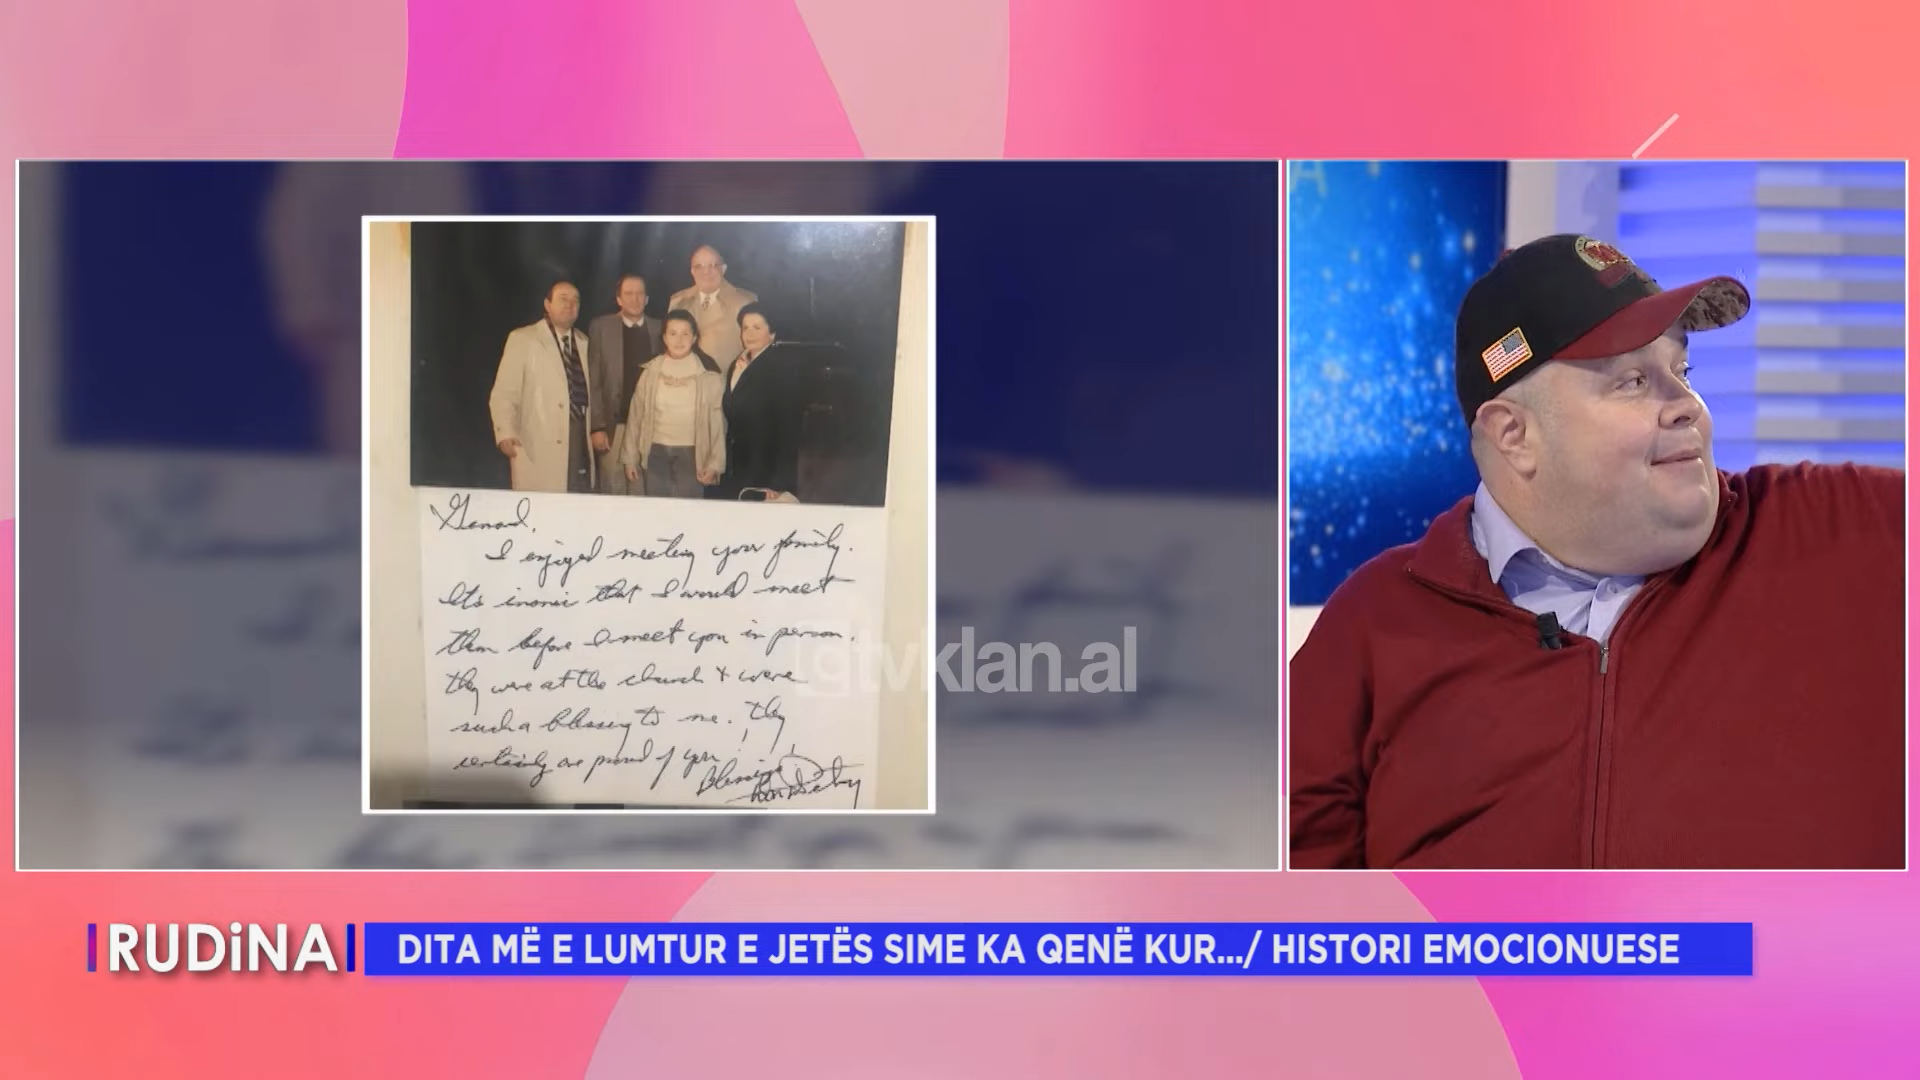 Genard,
I enjoyed meeting your family.
It's ironic that I would meet
them before I meet you in person.
They were at the church & were
such a blessing to me. They
certainly are proud of you!
Blessings!
tvklan.al
RUDiNA
DITA MË E LUMTUR E JETËS SIME KA QENË KUR.../ HISTORI EMOCIONUESE